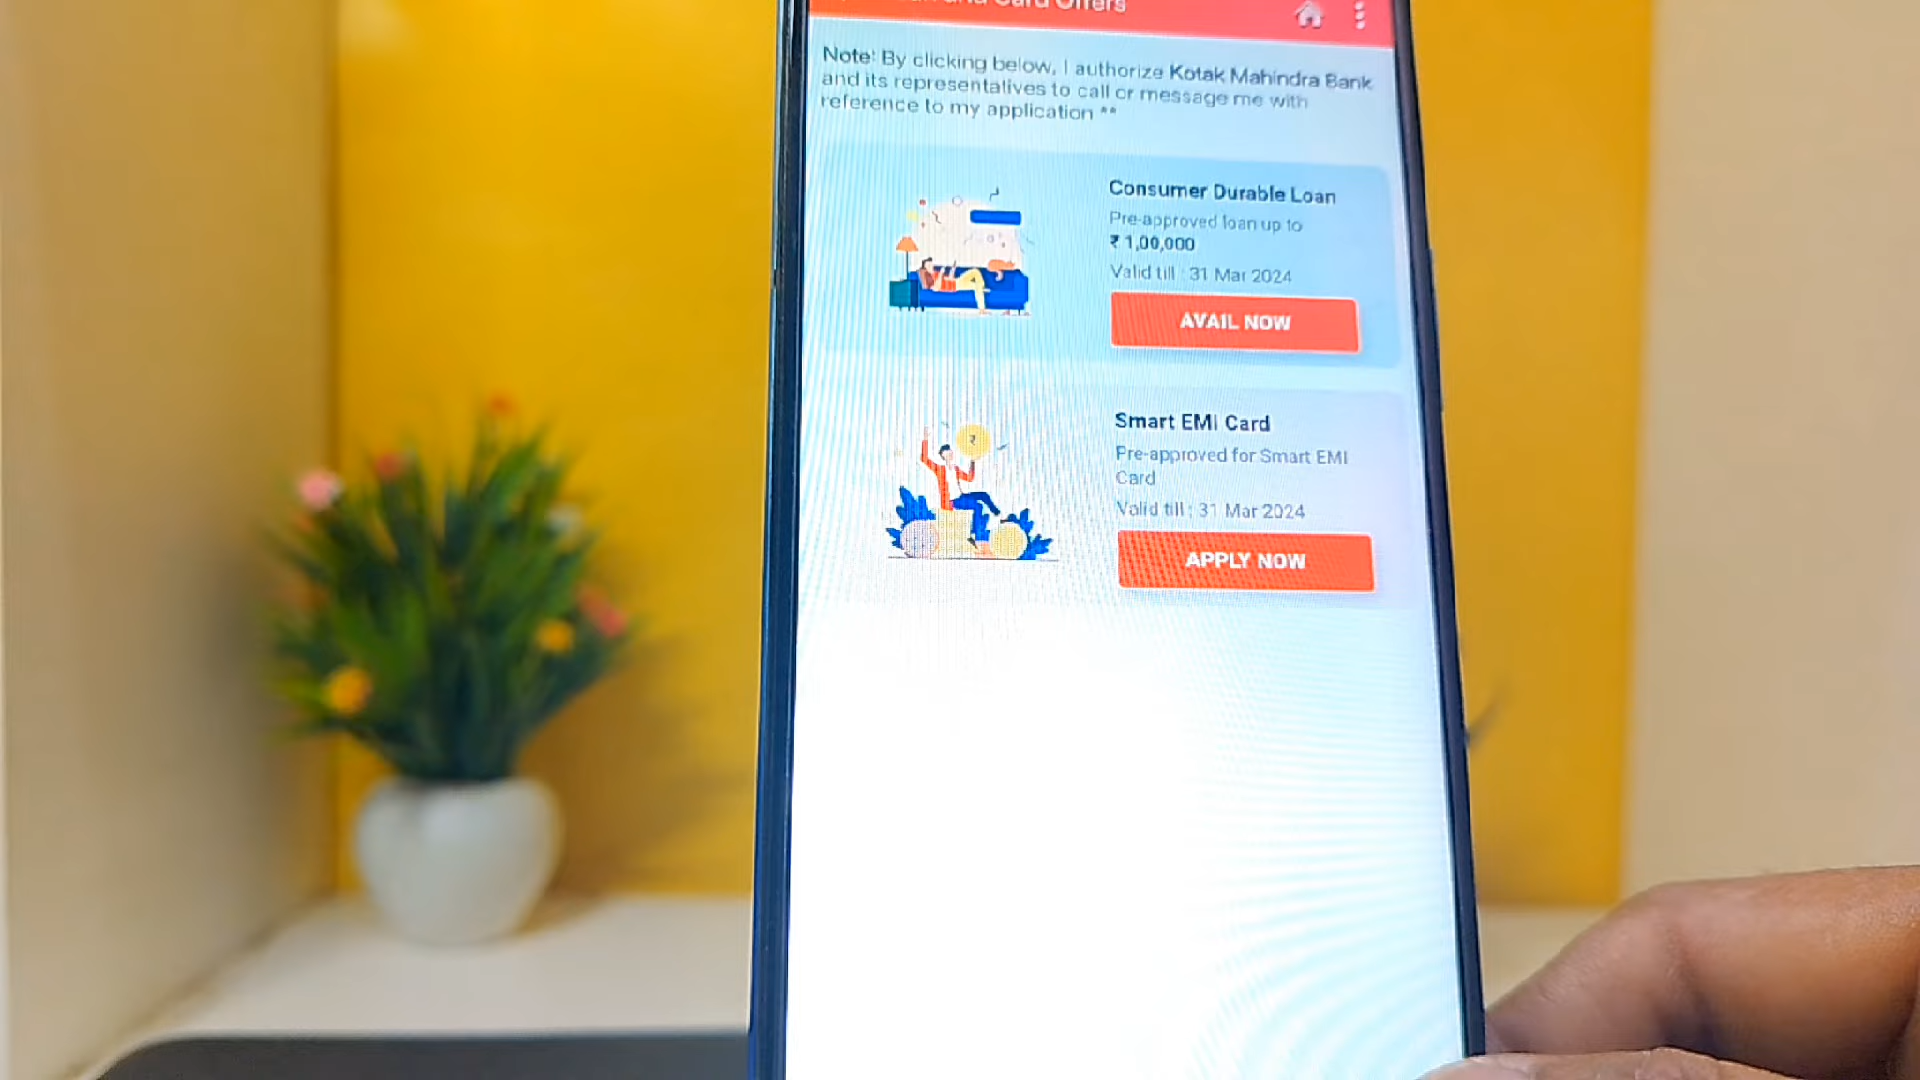 Card Offers
Note: By clicking below, I authorize Kotak Mahindra Bank
and its representatives to call or message me with
reference to my application **
Consumer Durable Loan
Pre-approved loan up to
₹ 1,00,000
Valid till : 31 Mar 2024
AVAIL NOW
Smart EMI Card
Pre-approved for Smart EMI
Card
Valid till : 31 Mar 2024
APPLY NOW
₹